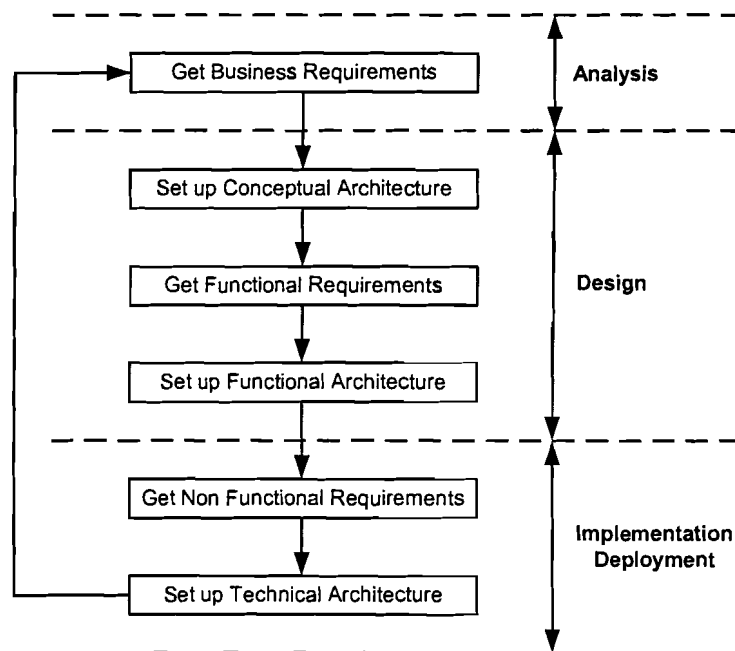 Get Business Requirements
Analysis
Set up Conceptual Architecture
Get Functional Requirements
Design
Set up Functional Architecture
Get Non Functional Requirements
Implementation
Deployment
Set up Technical Architecture